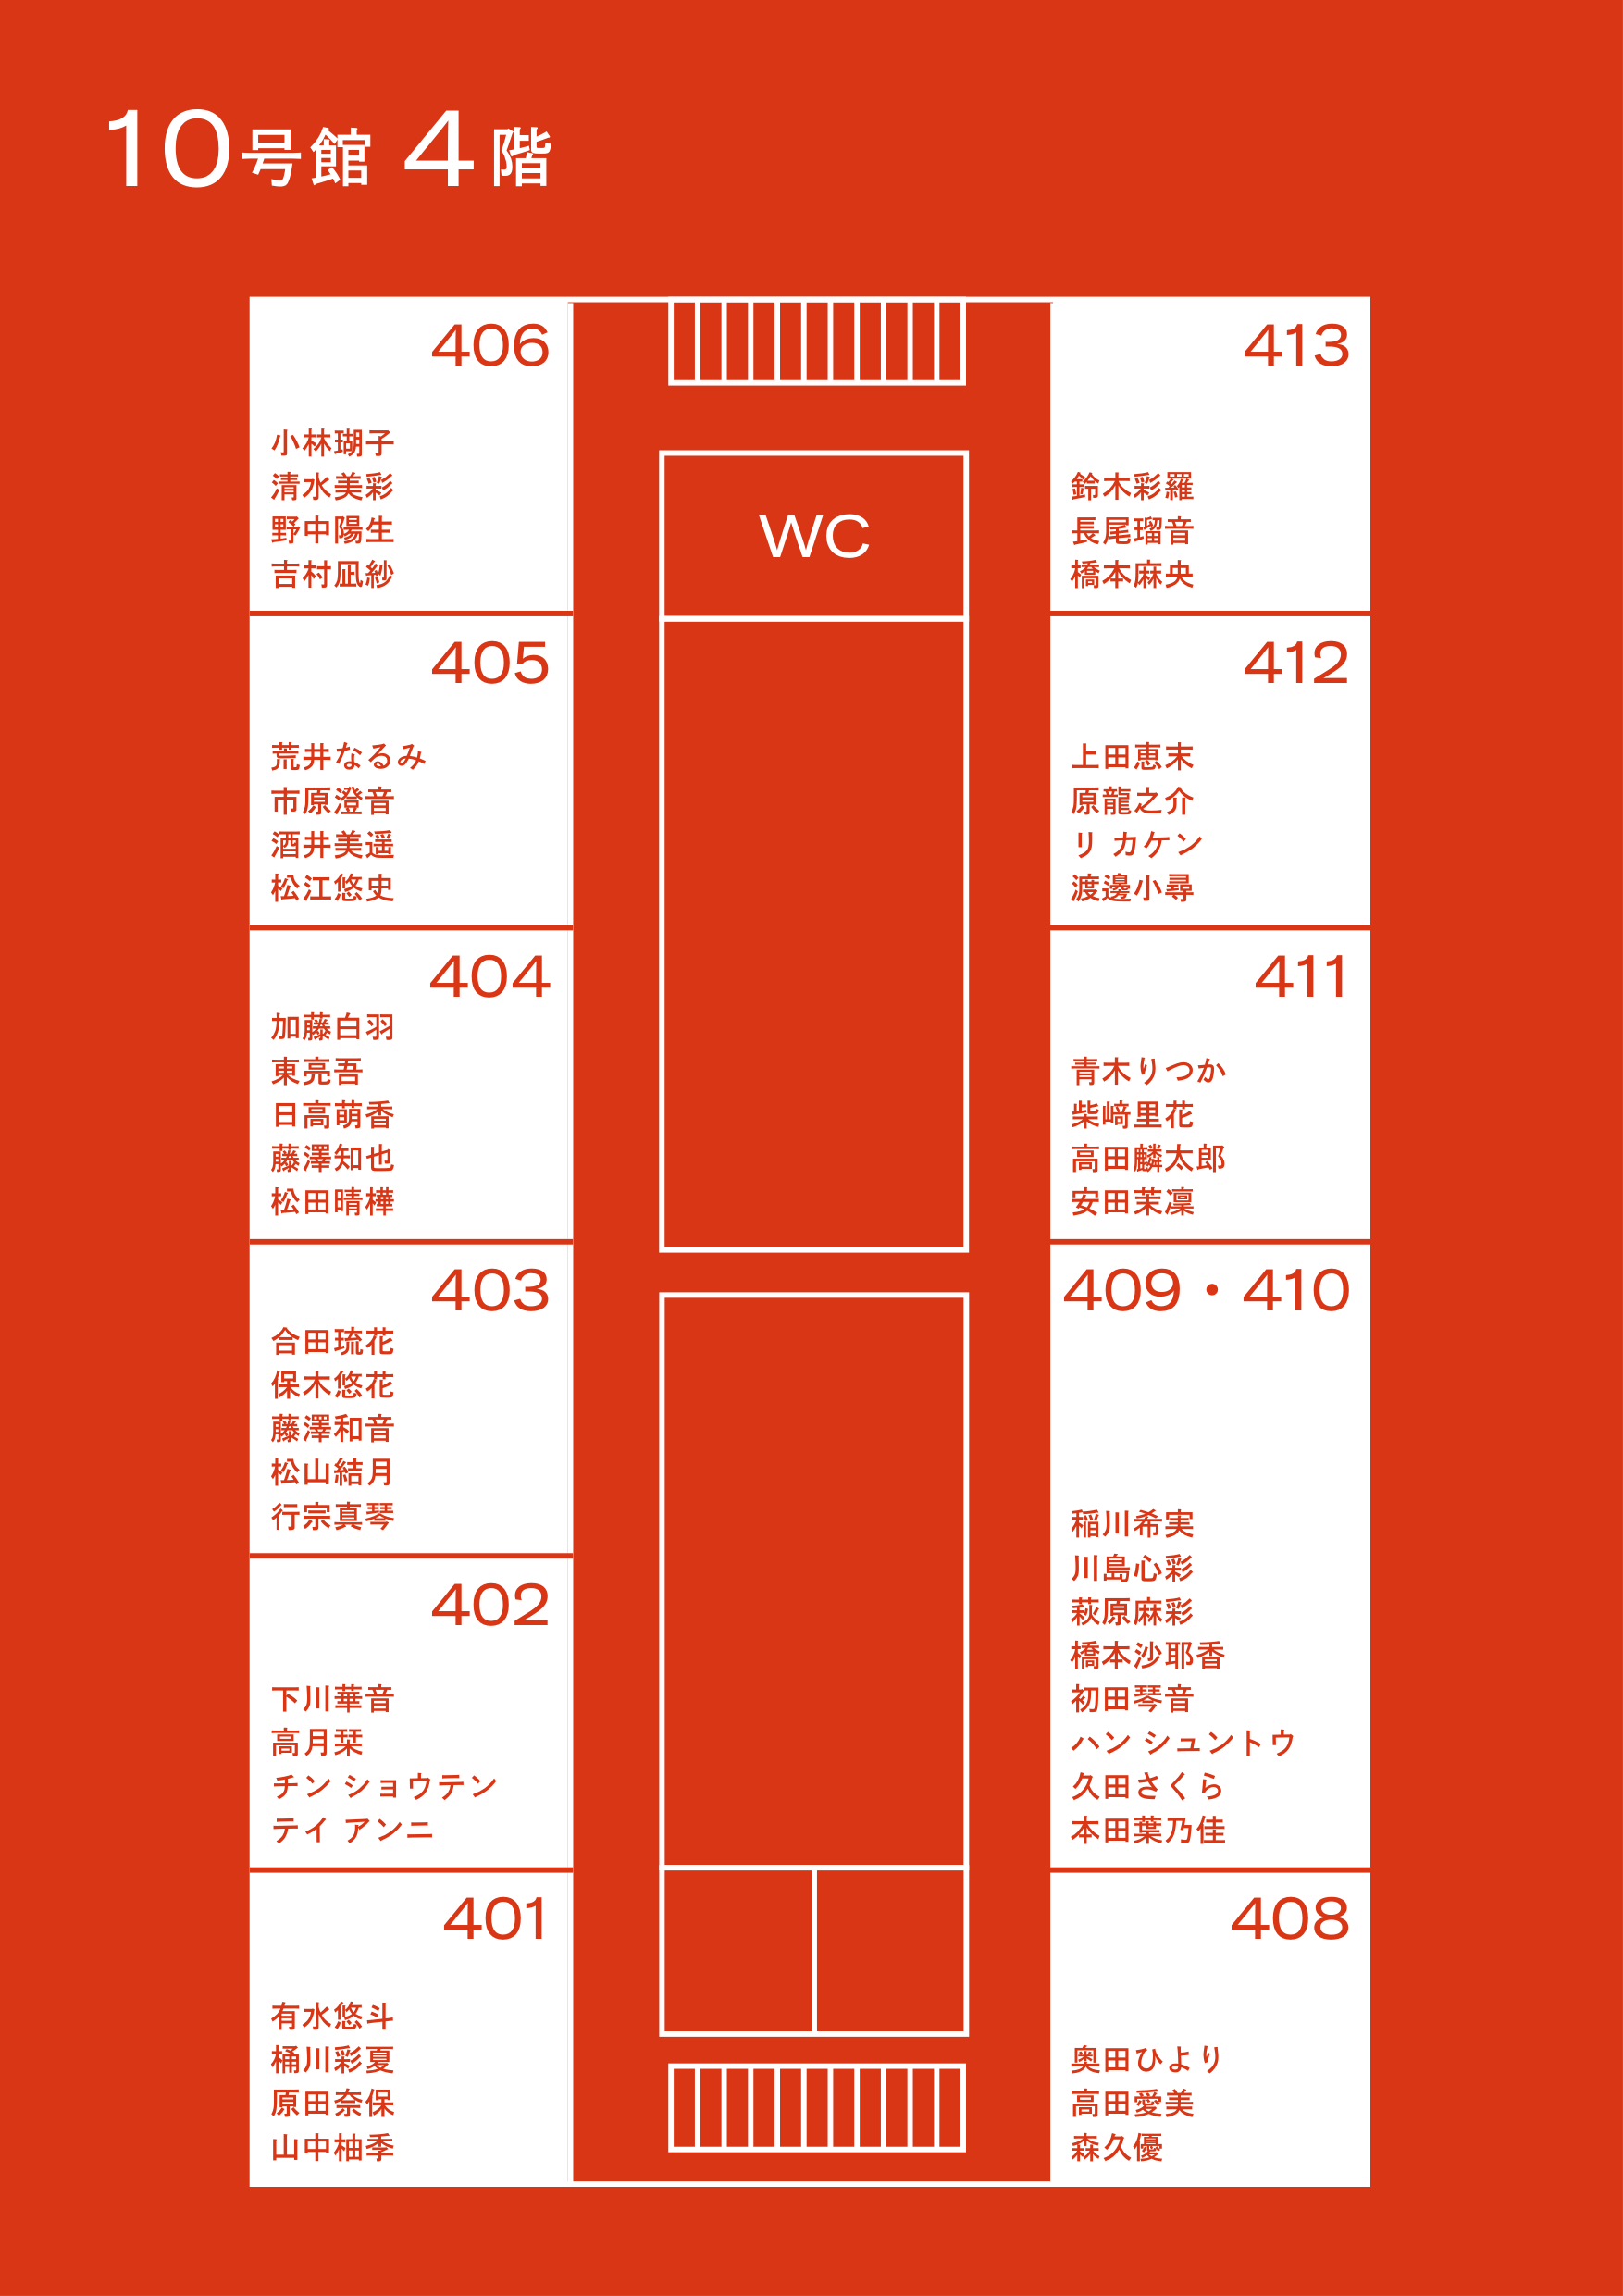 10号館 4階
406
小林瑚子
清水美彩
野中陽生
吉村凪紗
405
荒井なるみ
市原澄音
酒井美遥
松江悠史
404
加藤白羽
東亮吾
日高萌香
藤澤知也
松田晴樺
403
合田琉花
保木悠花
藤澤和音
松山結月
行宗真琴
402
下川華音
高月栞
チン ショウテン
テイ アンニ
401
有水悠斗
桶川彩夏
原田奈保
山中柚季
WC
413
鈴木彩羅
長尾瑠音
橋本麻央
412
上田恵末
原龍之介
リ カケン
渡邊小尋
411
青木りつか
柴﨑里花
高田麟太郎
安田茉凜
409・410
稲川希実
川島心彩
萩原麻彩
橋本沙耶香
初田琴音
ハン シュントウ
久田さくら
本田葉乃佳
408
奥田ひより
高田愛美
森久優